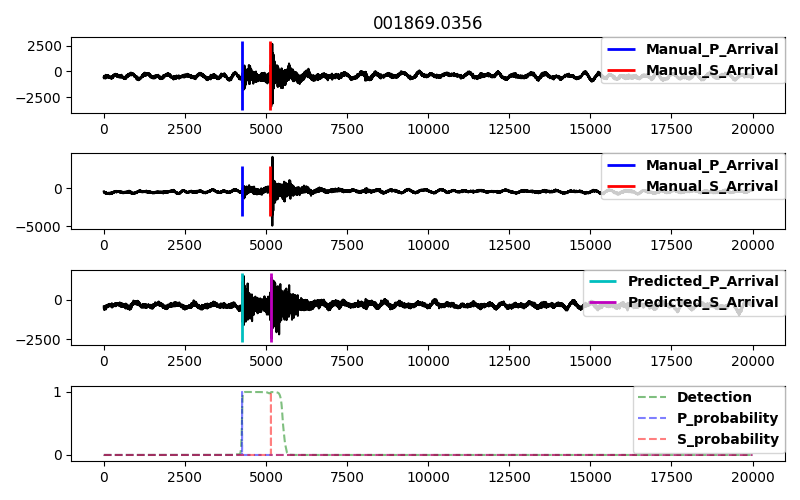 001869.0356
2500
0
−2500
Manual_P_Arrival
Manual_S_Arrival
0 2500 5000 7500 10000 12500 15000 17500 20000
0
−5000
Manual_P_Arrival
Manual_S_Arrival
0 2500 5000 7500 10000 12500 15000 17500 20000
0
−2500
Predicted_P_Arrival
Predicted_S_Arrival
0 2500 5000 7500 10000 12500 15000 17500 20000
1
0
Detection
P_probability
S_probability
0 2500 5000 7500 10000 12500 15000 17500 20000